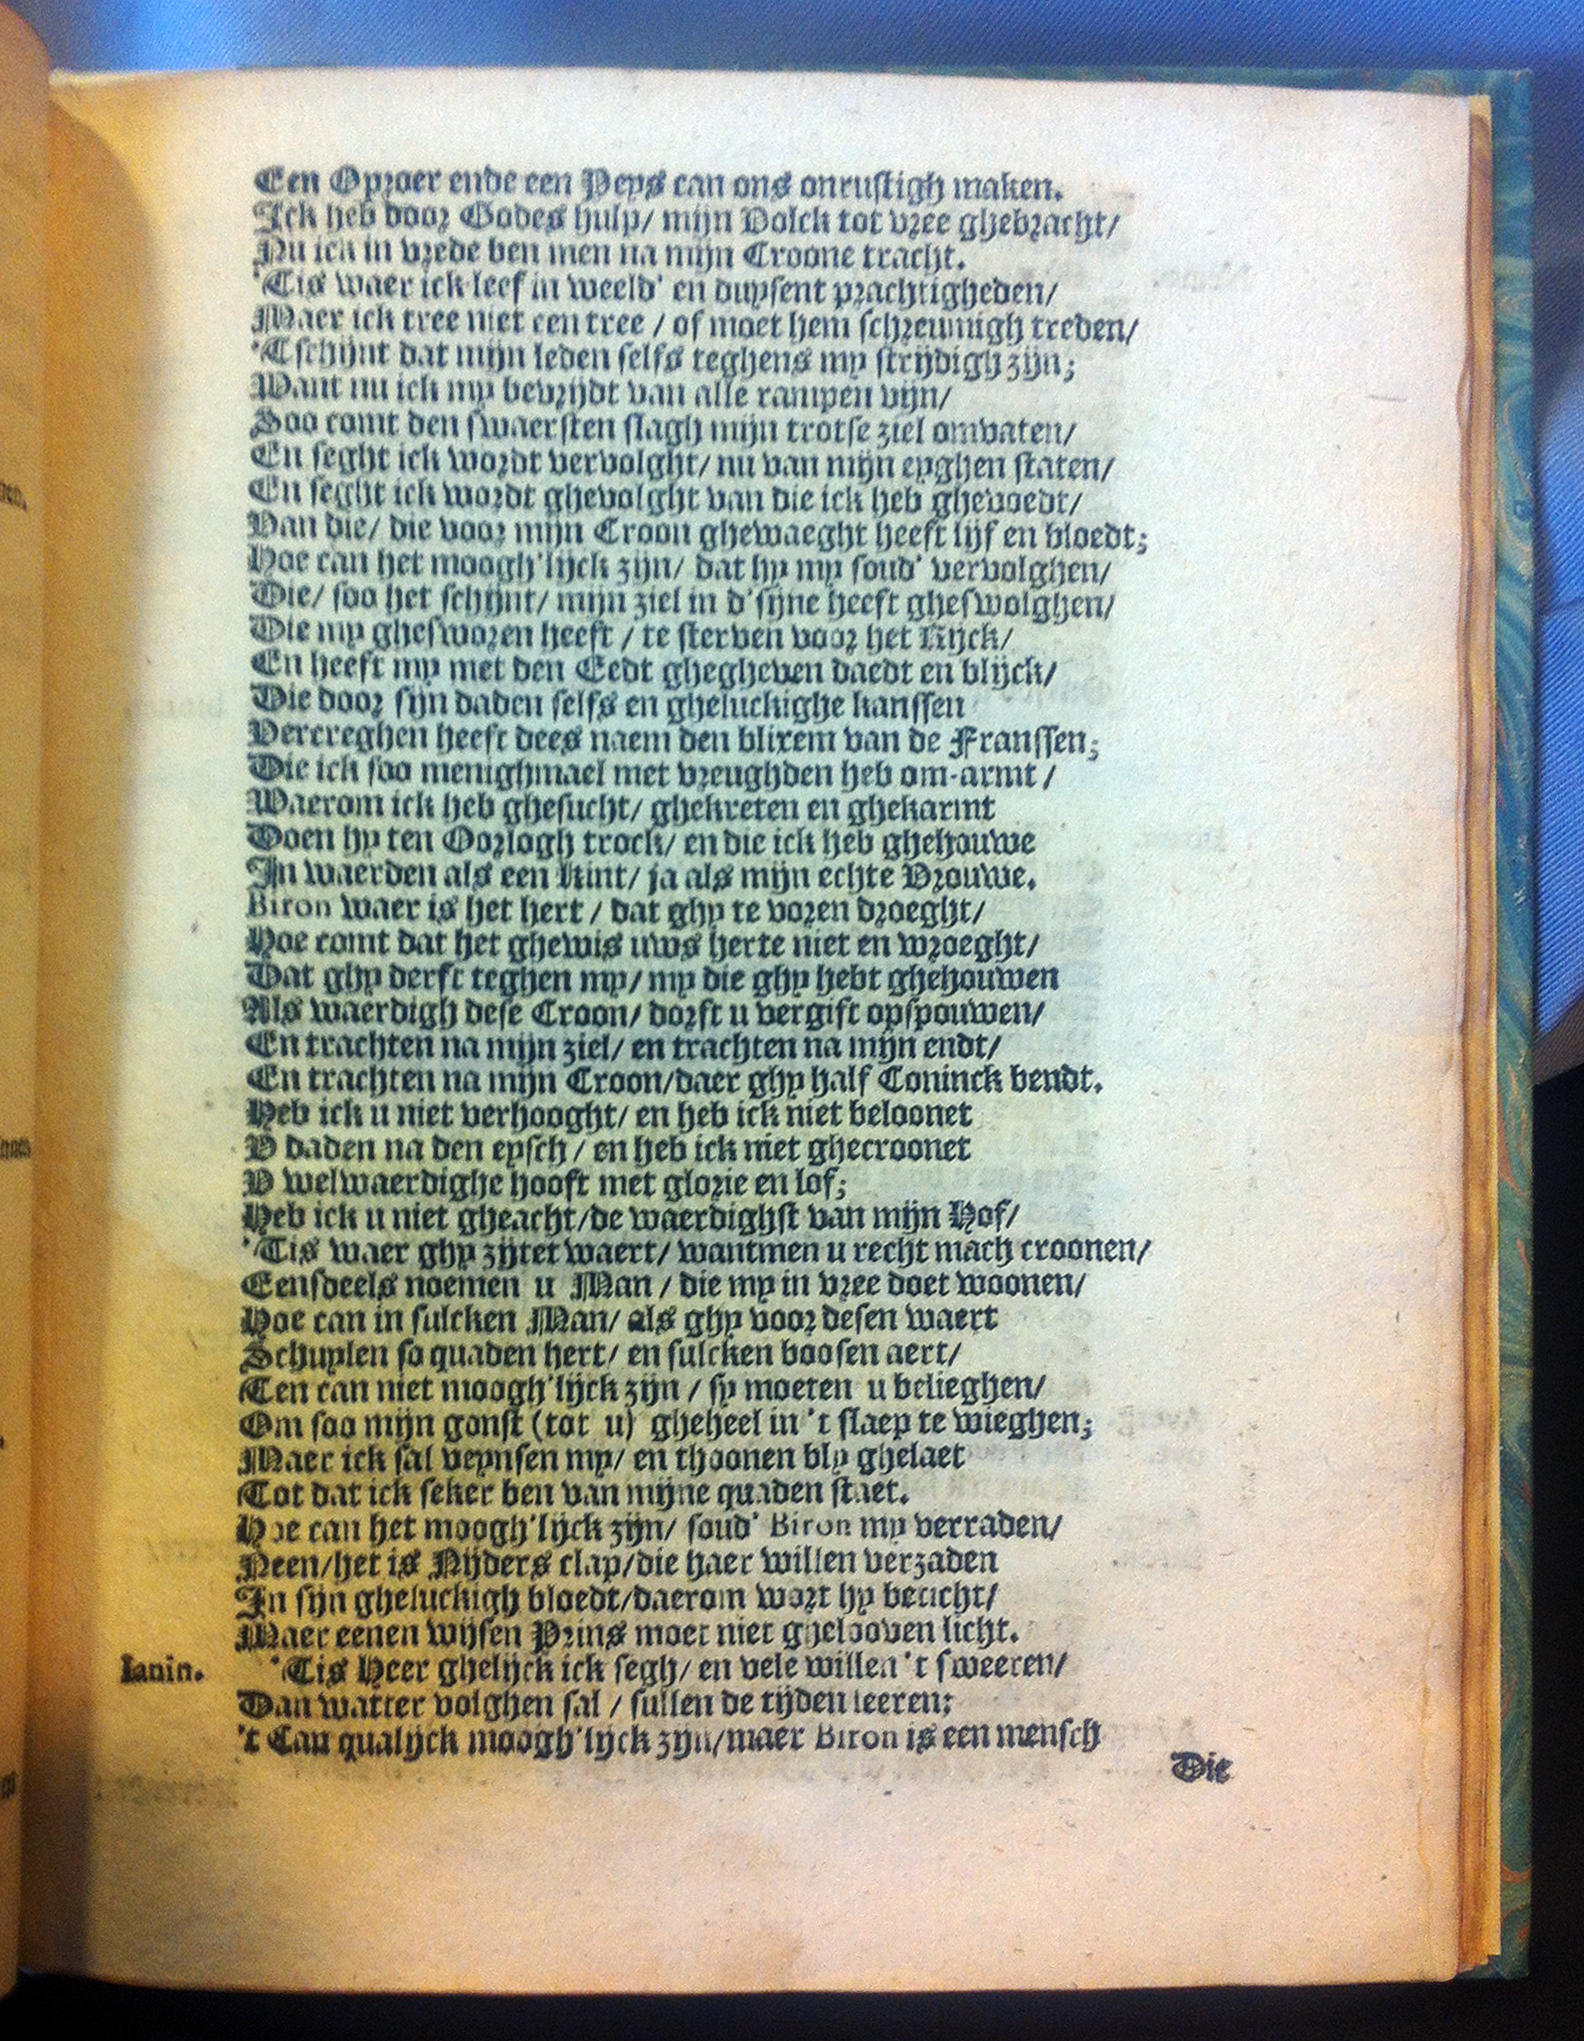 Een Oproer ende een Peys can ons onrustigh maken.
Ick heb door Godes hulp/ mijn Volck tot vree ghebracht/
Nu ick in vrede ben men na mijn Croone tracht.
'Tis waer ick leef in weeld' en duysent prachtigheden/
Maer ick tree niet een tree / of moet hem schreumigh treden/
'Tschijnt dat mijn leden selfs teghens my strijdigh zijn;
Want nu ick my bevrijdt van alle rampen vijn/
Soo comt den swaersten slagh mijn trotse ziel omvaten/
En seght ick wordt vervolght/ nu van mijn eyghen staten/
En seght ick wordt ghevolght van die ick heb ghevoedt/
Van die/ die voor mijn Croon ghewaeght heeft lijf en bloedt;
Hoe can het moogh'lijck zijn/ dat hy my soud' vervolghen/
Die/ soo het schijnt/ mijn ziel in d'sijne heeft gheswolghen/
Die my ghesworen heeft / te sterven voor het Rijck/
En heeft my met den Eedt ghegheven daedt en blijck/
Die door sijn daden selfs en gheluckighe kanssen
Vercreghen heeft dees naem den blixem van de Franssen;
Die ick soo menighmael met vreughden heb om-armt /
Waerom ick heb ghesucht/ ghekreten en ghekarmt
Doen hy ten Oorlogh trock/ en die ick heb ghehouwe
In waerden als een Kint/ ja als mijn echte Vrouwe.
Biron waer is het hert / dat ghy te voren droeght/
Hoe comt dat het ghewis uws herte niet en wroeght/
Dat ghy derft teghen my/ my die ghy hebt ghehouwen
Als waerdigh dese Croon/ dorft u vergift opspouwen/
En trachten na mijn ziel/ en trachten na mijn endt/
En trachten na mijn Croon/daer ghy half Coninck bendt.
Heb ick u niet verhooght/ en heb ick niet beloonet
V daden na den eysch / en heb ick niet ghecroonet
V welwaerdighe hooft met glorie en lof;
Heb ick u niet gheacht/de waerdighst van mijn Hof/
'Tis waer ghy zijtet waert/ wantmen u recht mach croonen/
Eensdeels noemen u Man / die my in vree doet woonen/
Hoe can in sulcken Man/ als ghy voor desen waert
Schuylen so quaden hert/ en sulcken boosen aert/
Ten can niet moogh'lijck zijn / sy moeten u belieghen/
Om soo mijn gonst (tot u) gheheel in 't slaep te wieghen;
Maer ick sal veynsen my/ en thoonen bly ghelaet
Tot dat ick seker ben van mijne quaden staet.
Hoe can het moogh'lijck zijn/ soud' Biron my verraden/
Neen/het is Nijders clap/die haer willen verzaden
In sijn gheluckigh bloedt/daerom wort hy beticht/
Maer eenen wijsen Prins moet niet ghelooven licht.
Ianin. 'Tis Heer ghelijck ick segh/ en vele willen 't sweeren/
Dan watter volghen sal / sullen de tijden leeren;
't Can qualijck moogh'lijck zijn/maer Biron is een mensch
Die